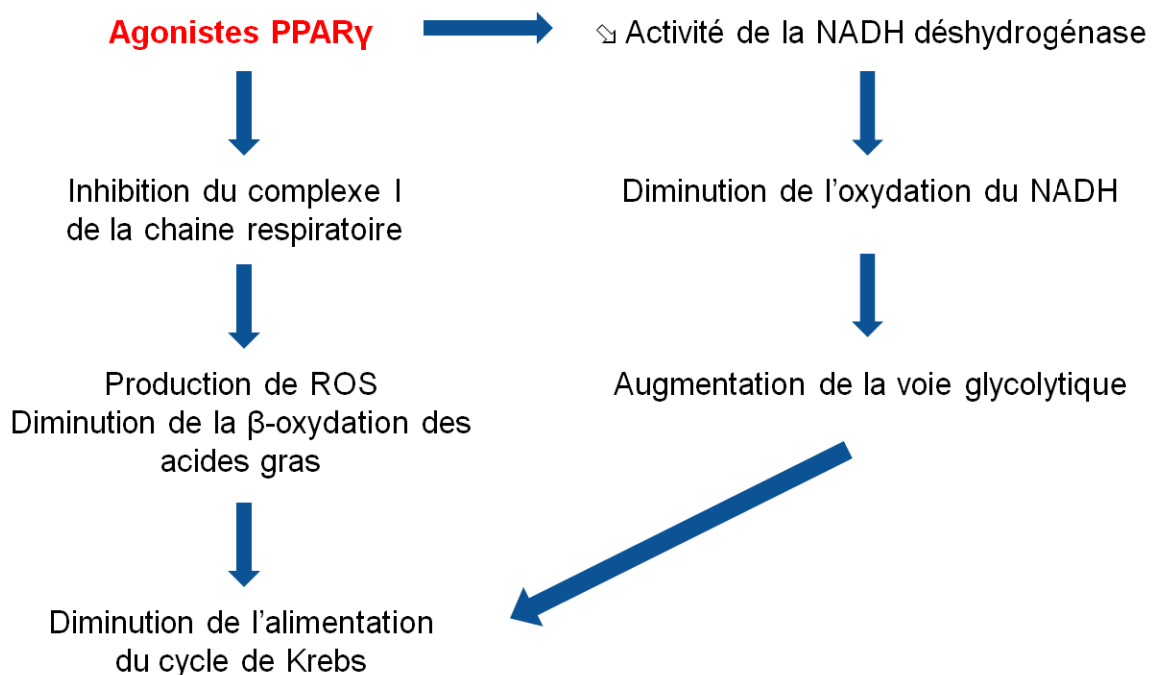 Agonistes PPARγ
⇘ Activité de la NADH déshydrogénase
Inhibition du complexe I
de la chaine respiratoire
Diminution de l'oxydation du NADH
Production de ROS
Diminution de la β-oxydation des
acides gras
Augmentation de la voie glycolytique
Diminution de l'alimentation
du cycle de Krebs